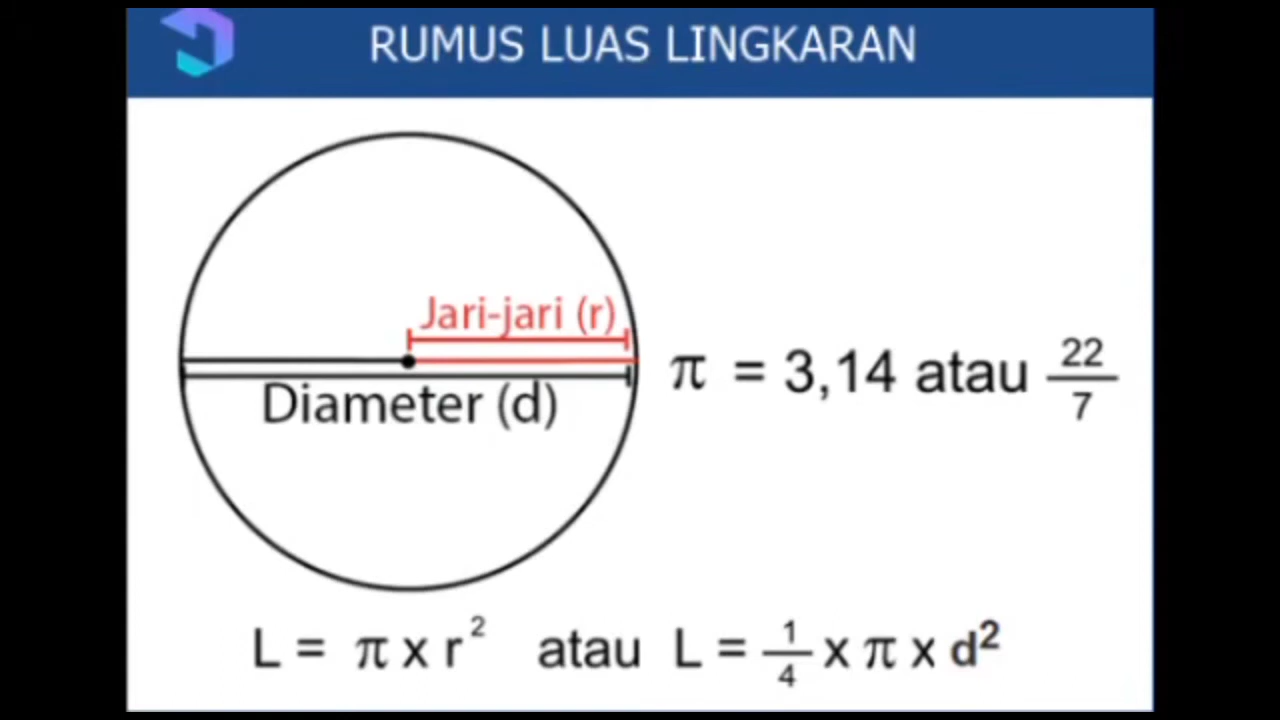 RUMUS LUAS LINGKARAN
Jari-jari (r)
Diameter (d)
π = 3,14 atau 22/7
L = π x r² atau L = 1/4 x π x d²